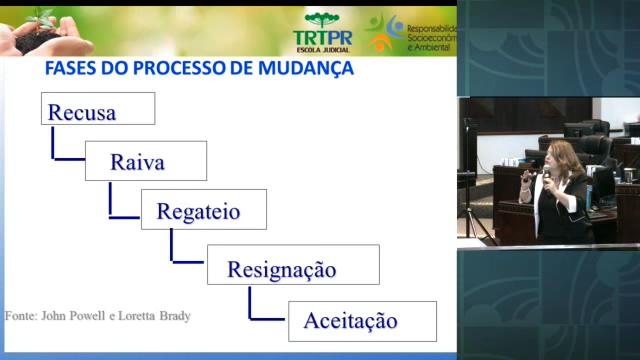 TRTPR
ESCOLA JUDICIAL
Responsabilidade
Socioeconôm
e Ambiental
FASES DO PROCESSO DE MUDANÇA
Recusa
Raiva
Regateio
Resignação
Aceitação
Fonte: John Powell e Loretta Brady